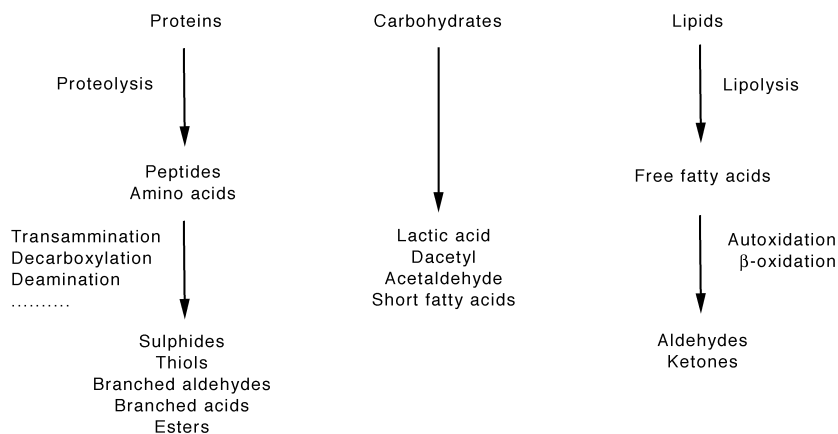 Proteins
Proteolysis
Peptides
Amino acids
Transammination
Decarboxylation
Deamination
..........
Sulphides
Thiols
Branched aldehydes
Branched acids
Esters
Carbohydrates
Lactic acid
Dacetyl
Acetaldehyde
Short fatty acids
Lipids
Lipolysis
Free fatty acids
Autoxidation
β-oxidation
Aldehydes
Ketones